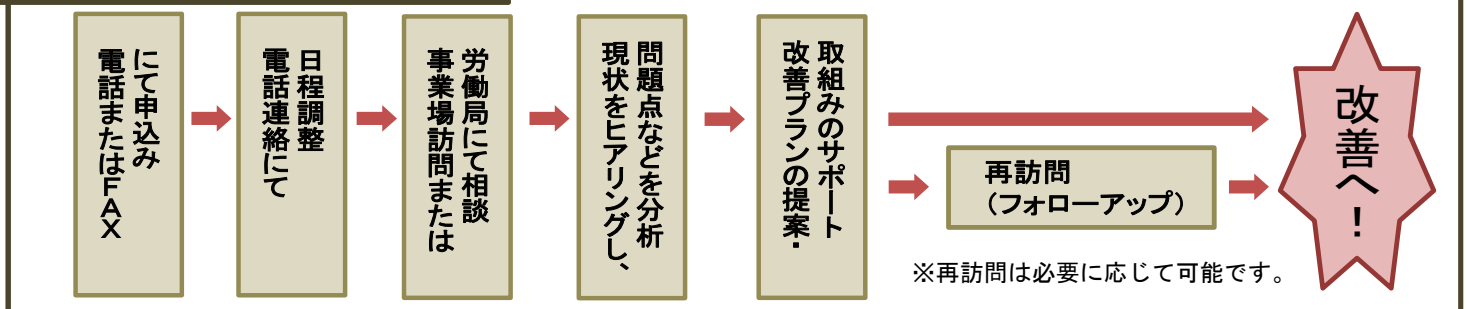 電話またはＦＡＸ
にて申込み
電話連絡にて
日程調整
事業場訪問または
労働局にて相談
現状をヒアリングし、
問題点などを分析
改善プランの提案・
取組みのサポート
再訪問
（フォローアップ）
※再訪問は必要に応じて可能です。
改善へ！